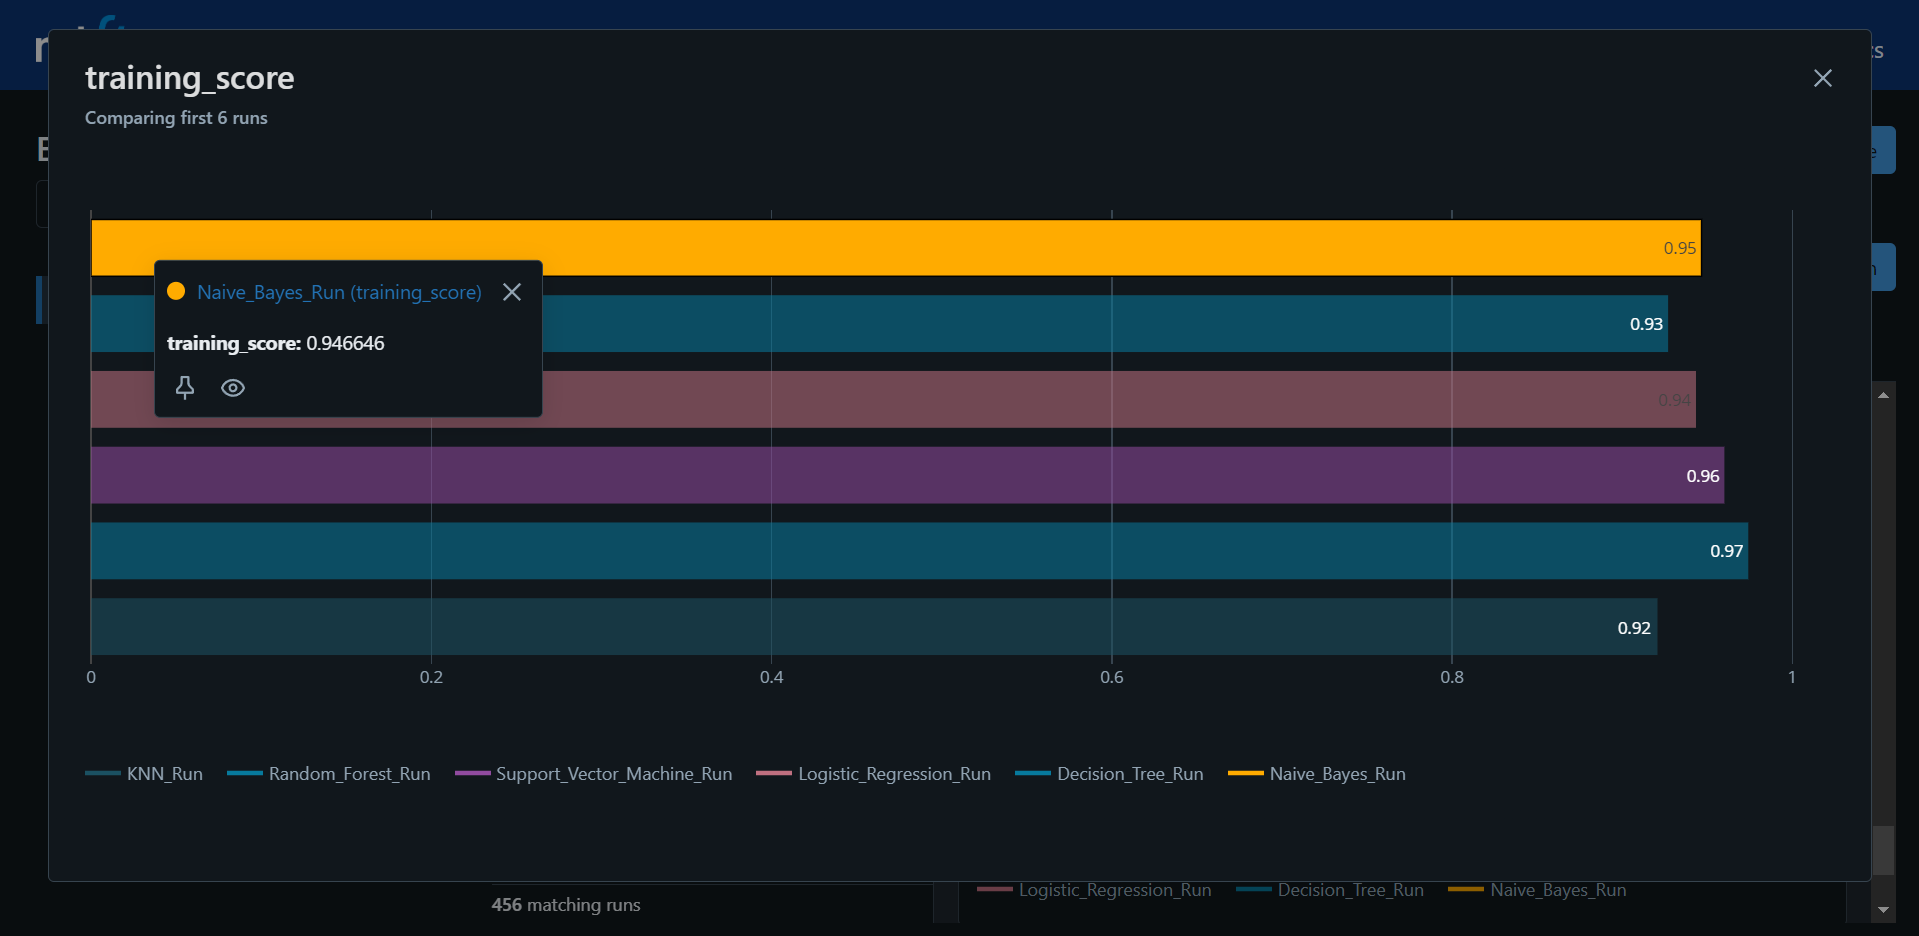 training_score
Comparing first 6 runs
0.95
Naive_Bayes_Run (training_score)
0.93
training_score: 0.946646
0.94
0.96
0.97
0.92
0 0.2 0.4 0.6 0.8 1
KNN_Run Random_Forest_Run Support_Vector_Machine_Run Logistic_Regression_Run Decision_Tree_Run Naive_Bayes_Run
Logistic_Regression_Run Decision_Tree_Run Naive_Bayes_Run
456 matching runs